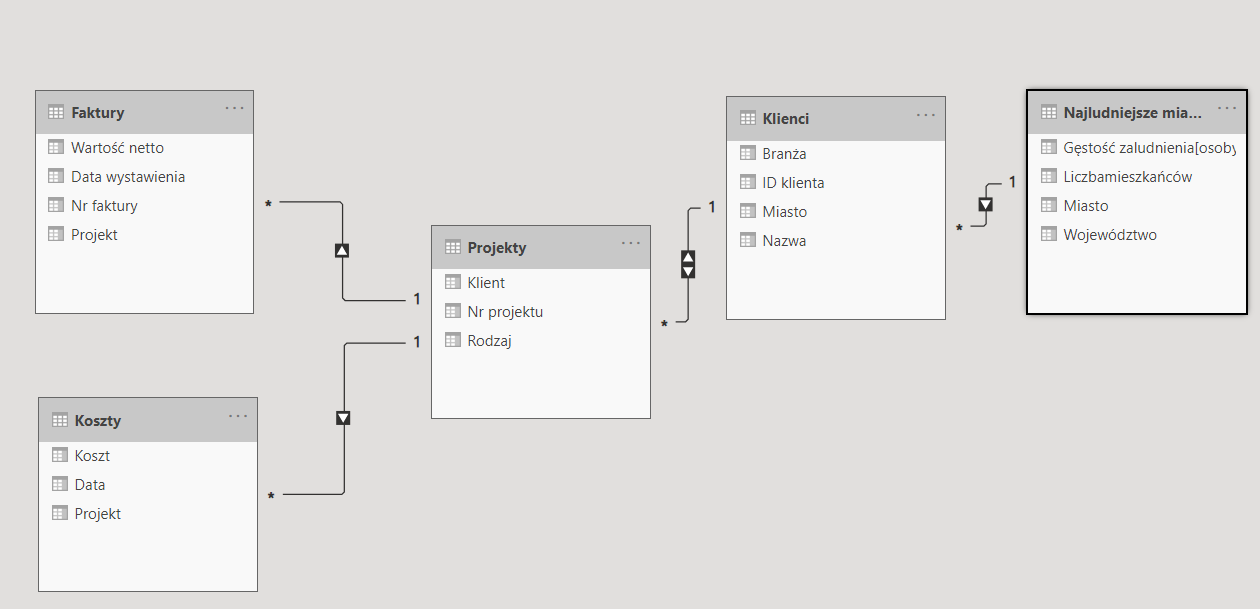 Faktury
Wartość netto
Data wystawienia
Nr faktury
Projekt
*
1
Koszty
Koszt
Data
Projekt
*
1
Projekty
Klient
Nr projektu
Rodzaj
*
1
Klienci
Branża
ID klienta
Miasto
Nazwa
*
1
Najludniejsze mia...
Gęstość zaludnienia[osoby
Liczbamieszkańców
Miasto
Województwo